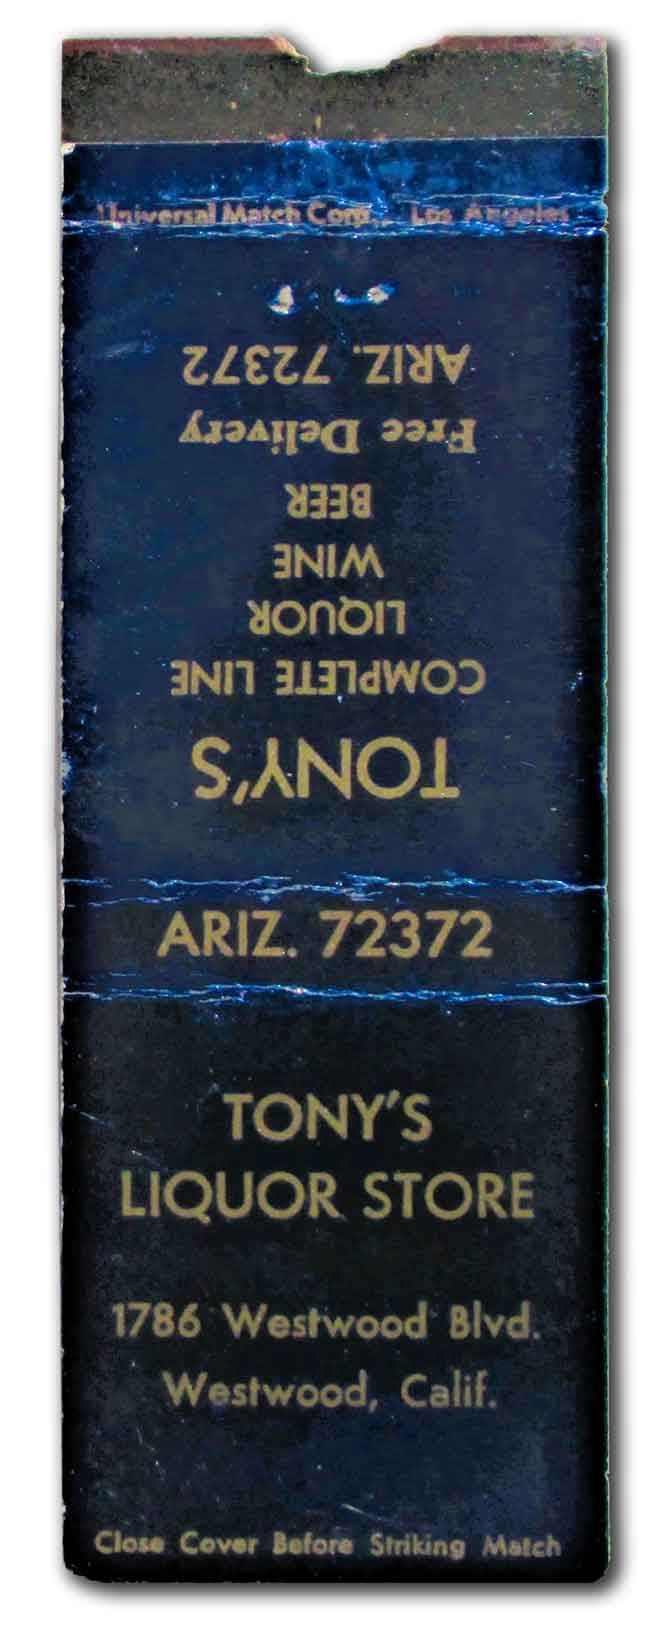 Universal Match Corp., Los Angeles
TONY'S
COMPLETE LINE
LIQUOR
WINE
BEER
Free Delivery
ARIZ. 72372
ARIZ. 72372
TONY'S
LIQUOR STORE
1786 Westwood Blvd.
Westwood, Calif.
Close Cover Before Striking Match